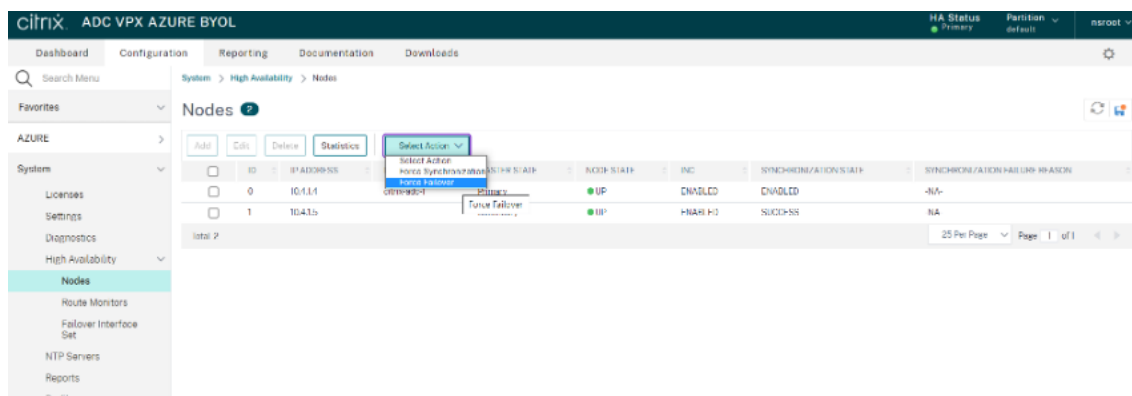 citrix. ADC VPX AZURE BYOL
HA Status
Primary
Partition
default
nsroot
Dashboard Configuration Reporting Documentation Downloads
Search Menu
System > High Availability > Nodes
Favorites
Nodes 2
AZURE
Add Edit Delete Statistics Select Action
System
Select Action
Force Synchronization
Force Failover
ID IP ADDRESS STATE NODE STATE INC SYNCHRONIZATION STATE SYNCHRONIZATION FAILURE REASON
0 10.4.1.4 citrix-adc-1 Primary UP ENABLED ENABLED -NA-
Force Failover
1 10.4.1.5 UP ENABLED SUCCESS NA
Total 2
25 Per Page Page 1 of 1
Licenses
Settings
Diagnostics
High Availability
Nodes
Route Monitors
Failover Interface
Set
NTP Servers
Reports